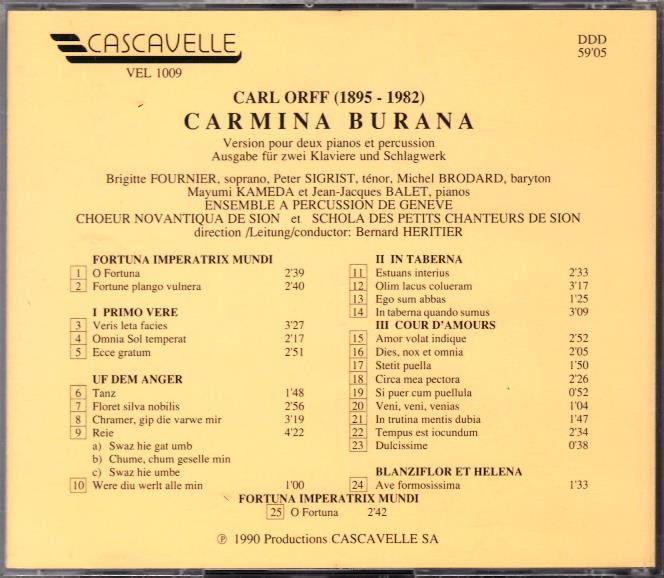 CASCAVELLE
VEL 1009
DDD
59'05
CARL ORFF (1895 - 1982)
CARMINA BURANA
Version pour deux pianos et percussion
Ausgabe für zwei Klaviere und Schlagwerk
Brigitte FOURNIER, soprano, Peter SIGRIST, ténor, Michel BRODARD, baryton
Mayumi KAMEDA et Jean-Jacques BALET, pianos
ENSEMBLE A PERCUSSION DE GENEVE
CHOEUR NOVANTIQUA DE SION et SCHOLA DES PETITS CHANTEURS DE SION
direction /Leitung/conductor: Bernard HERITIER
FORTUNA IMPERATRIX MUNDI
1 O Fortuna 2'39
2 Fortune plango vulnera 2'40
I PRIMO VERE
3 Veris leta facies 3'27
4 Omnia Sol temperat 2'17
5 Ecce gratum 2'51
UF DEM ANGER
6 Tanz 1'48
7 Floret silva nobilis 2'56
8 Chramer, gip die varwe mir 3'19
9 Reie 4'22
a) Swaz hie gat umb
b) Chume, chum geselle min
c) Swaz hie umbe
10 Were diu werlt alle min 1'00
II IN TABERNA
11 Estuans interius 2'33
12 Olim lacus colueram 3'17
13 Ego sum abbas 1'25
14 In taberna quando sumus 3'09
III COUR D'AMOURS
15 Amor volat indique 2'52
16 Dies, nox et omnia 2'05
17 Stetit puella 1'50
18 Circa mea pectora 2'26
19 Si puer cum puellula 0'52
20 Veni, veni, venias 1'04
21 In trutina mentis dubia 1'47
22 Tempus est iocundum 2'34
23 Dulcissime 0'38
BLANZIFLOR ET HELENA
24 Ave formosissima 1'33
FORTUNA IMPERATRIX MUNDI
25 O Fortuna 2'42
℗ 1990 Productions CASCAVELLE SA